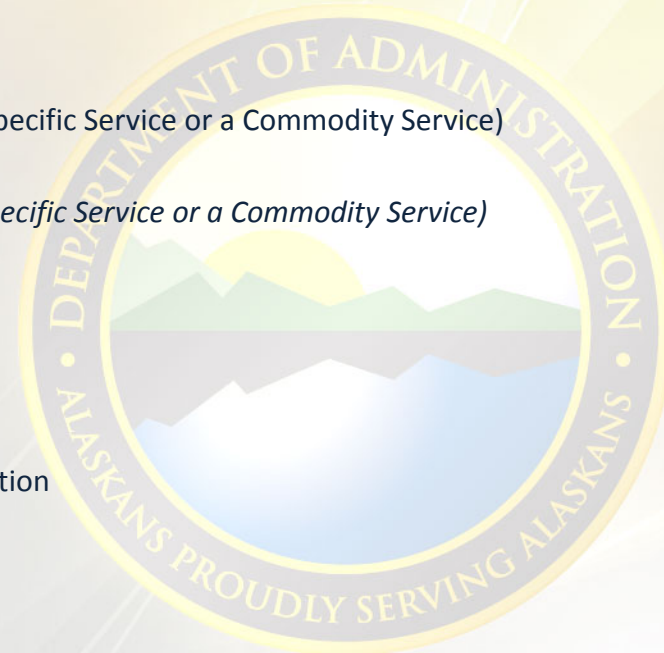 DEPARTMENT OF ADMINISTRATION
pecific Service or a Commodity Service)
ecific Service or a Commodity Service)
tion
• ALASKANS PROUDLY SERVING ALASKANS •